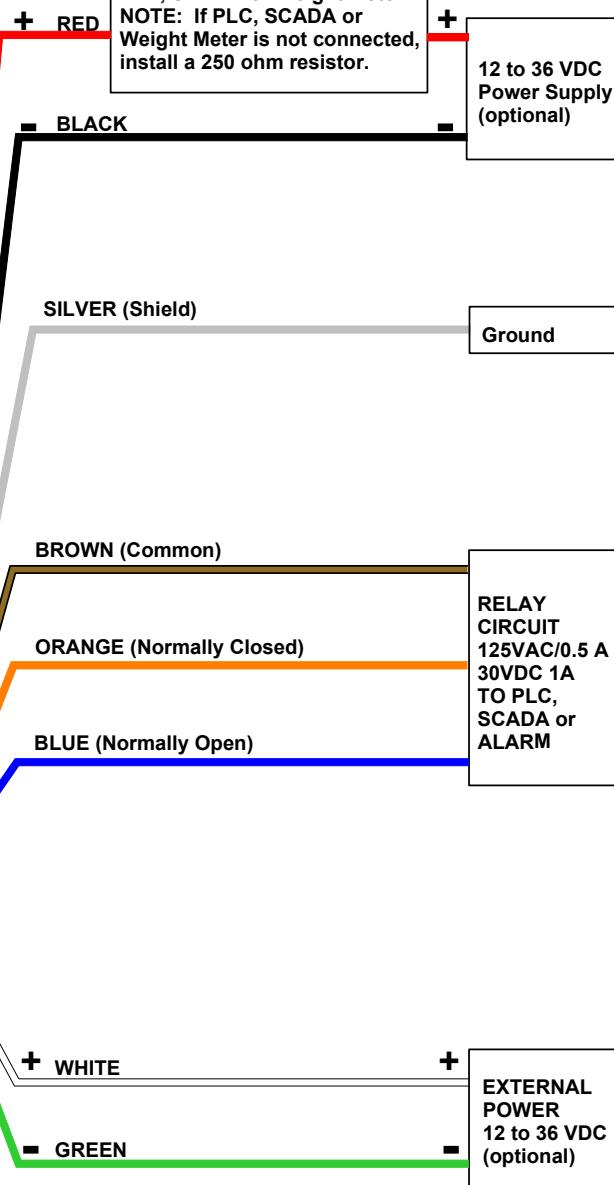 + RED
NOTE: If PLC, SCADA or
Weight Meter is not connected,
install a 250 ohm resistor.
+
12 to 36 VDC
Power Supply
(optional)
- BLACK
-
SILVER (Shield)
Ground
BROWN (Common)
ORANGE (Normally Closed)
BLUE (Normally Open)
RELAY
CIRCUIT
125VAC/0.5 A
30VDC 1A
TO PLC,
SCADA or
ALARM
+ WHITE
+
- GREEN
-
EXTERNAL
POWER
12 to 36 VDC
(optional)